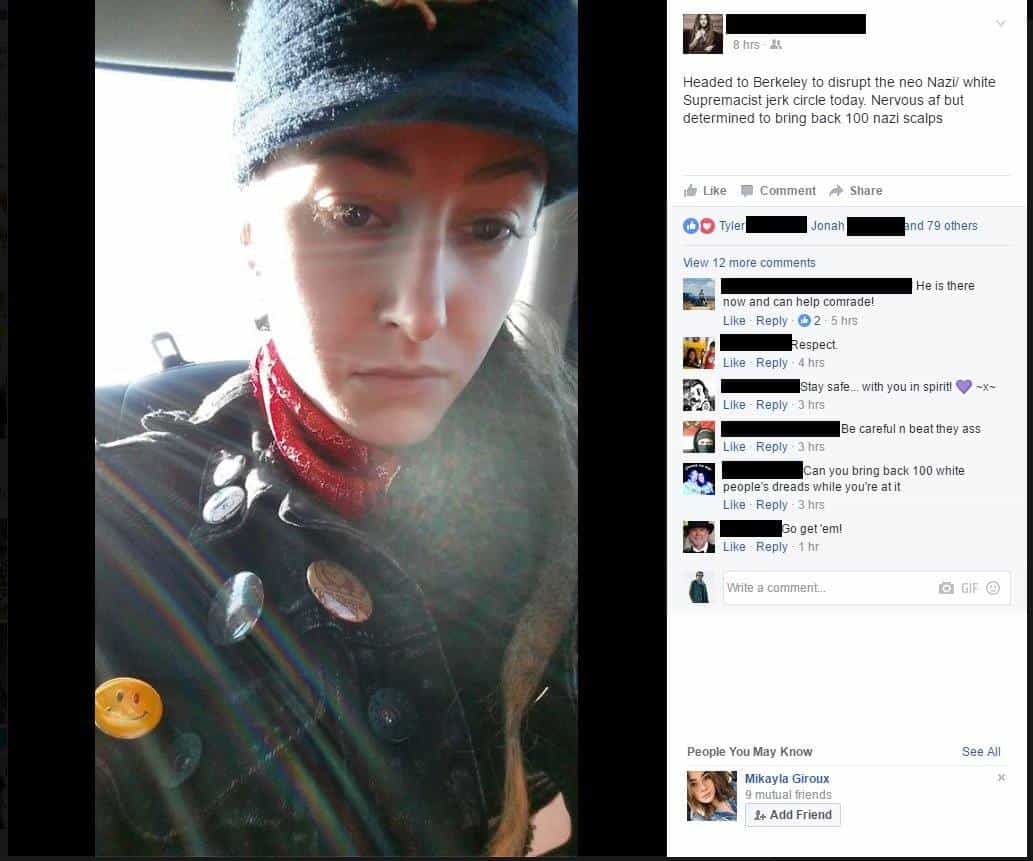 8 hrs ·
Headed to Berkeley to disrupt the neo Nazi/ white
Supremacist jerk circle today. Nervous af but
determined to bring back 100 nazi scalps
Like Comment Share
Tyler Jonah and 79 others
View 12 more comments
He is there
now and can help comrade!
Like · Reply · 2 · 5 hrs
Respect.
Like · Reply · 4 hrs
Stay safe... with you in spirit! 💜 ~x~
Like · Reply · 3 hrs
Be careful n beat they ass
Like · Reply · 3 hrs
Can you bring back 100 white
people's dreads while you're at it
Like · Reply · 3 hrs
Go get 'em!
Like · Reply · 1 hr
Write a comment... GIF
People You May Know See All
Mikayla Giroux
9 mutual friends
Add Friend